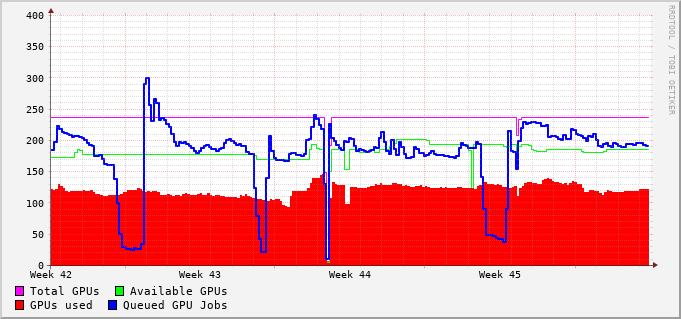 400
350
300
250
200
150
100
50
0
Week 42 Week 43 Week 44 Week 45
Total GPUs Available GPUs
GPUs used Queued GPU Jobs
RRDTOOL / TOBI OETIKER